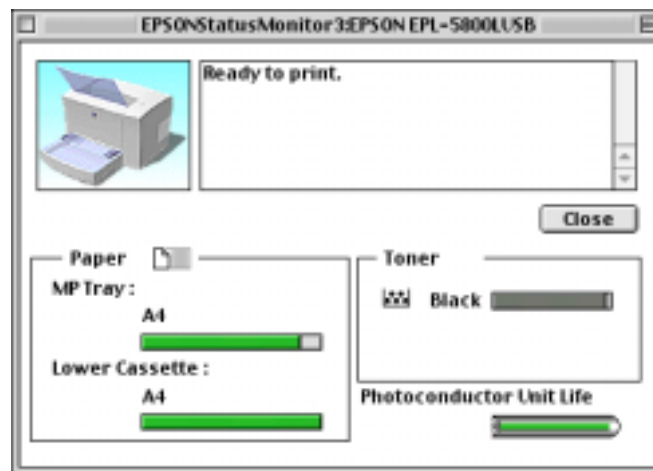 EPSONStatusMonitor3:EPSON EPL-5800LUSB
Ready to print.
Close
Paper
MP Tray :
A4
Lower Cassette :
A4
Toner
Black
Photoconductor Unit Life